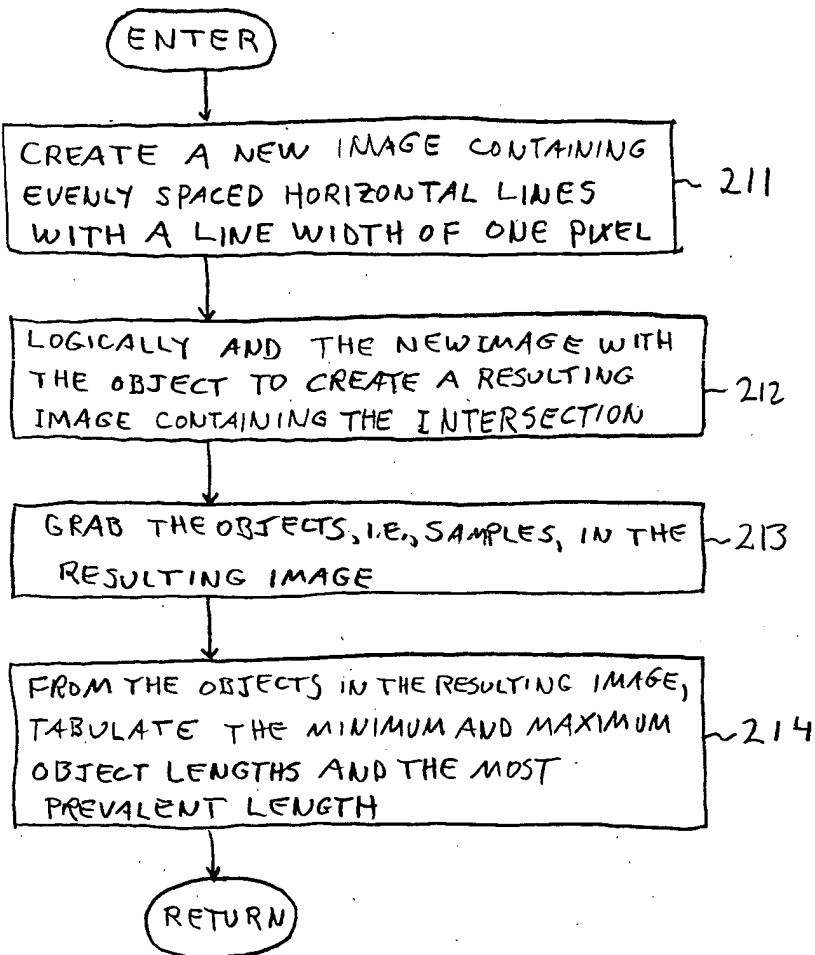 ENTER
CREATE A NEW IMAGE CONTAINING
EVENLY SPACED HORIZONTAL LINES
WITH A LINE WIDTH OF ONE PIXEL
211
LOGICALLY AND THE NEW IMAGE WITH
THE OBJECT TO CREATE A RESULTING
IMAGE CONTAINING THE INTERSECTION
212
GRAB THE OBJECTS, I.E., SAMPLES, IN THE
RESULTING IMAGE
213
FROM THE OBJECTS IN THE RESULTING IMAGE,
TABULATE THE MINIMUM AND MAXIMUM
OBJECT LENGTHS AND THE MOST
PREVALENT LENGTH
214
RETURN